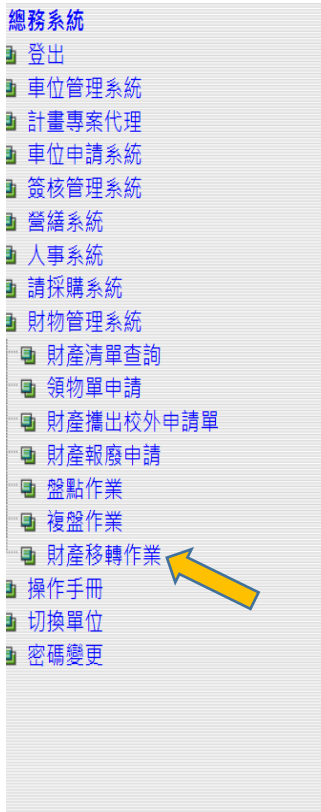 總務系統
登出
車位管理系統
計畫專案代理
車位申請系統
簽核管理系統
營繕系統
人事系統
請採購系統
財物管理系統
財產清單查詢
領物單申請
財產攜出校外申請單
財產報廢申請
盤點作業
複盤作業
財產移轉作業
操作手冊
切換單位
密碼變更